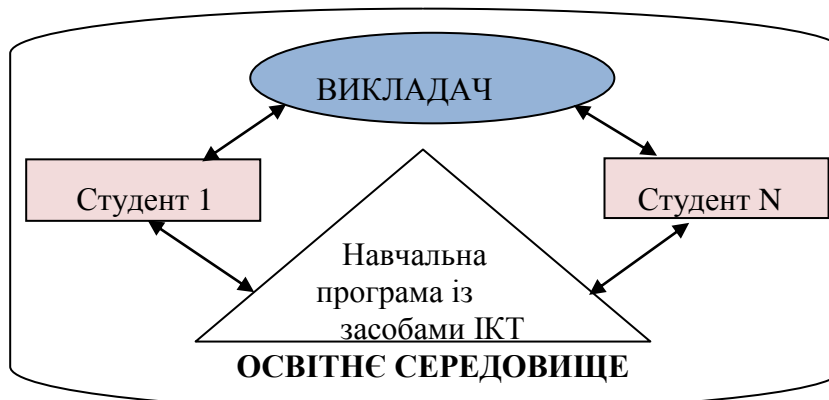 ВИКЛАДАЧ
Студент 1
Студент N
Навчальна
програма із
засобами ІКТ
ОСВІТНЄ СЕРЕДОВИЩЕ